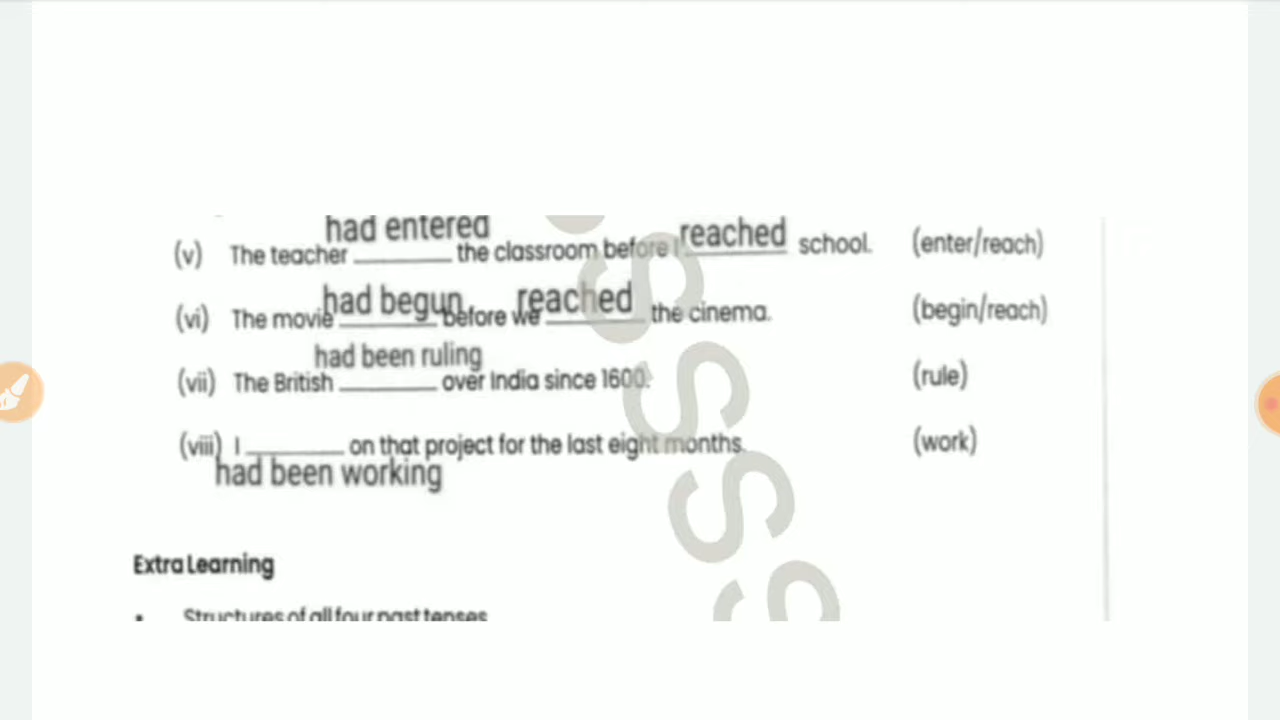 had entered reached
(v) The teacher ________ the classroom before I ________ school. (enter/reach)
had begun reached
(vi) The movie ________ before we ________ the cinema. (begin/reach)
had been ruling
(vii) The British ________ over India since 1600. (rule)
(viii) I ________ on that project for the last eight months. (work)
had been working
Extra Learning
• Structures of all four past tenses
S S S S